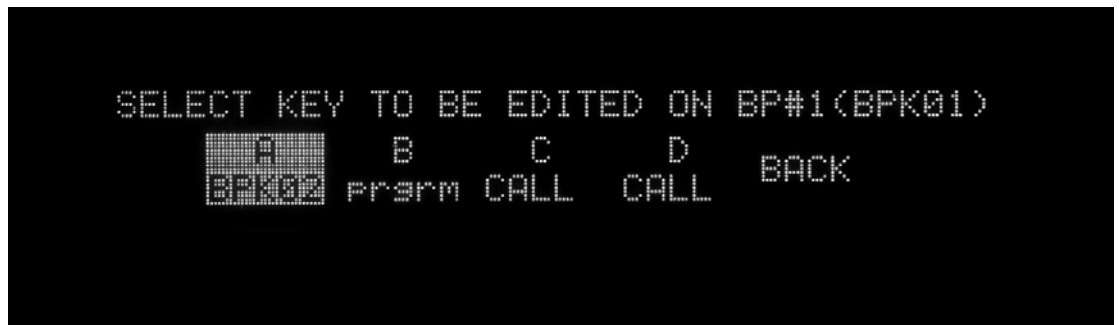 SELECT KEY TO BE EDITED ON BP#1(BPK01)
A B C D BACK
BPK02 prgrm CALL CALL